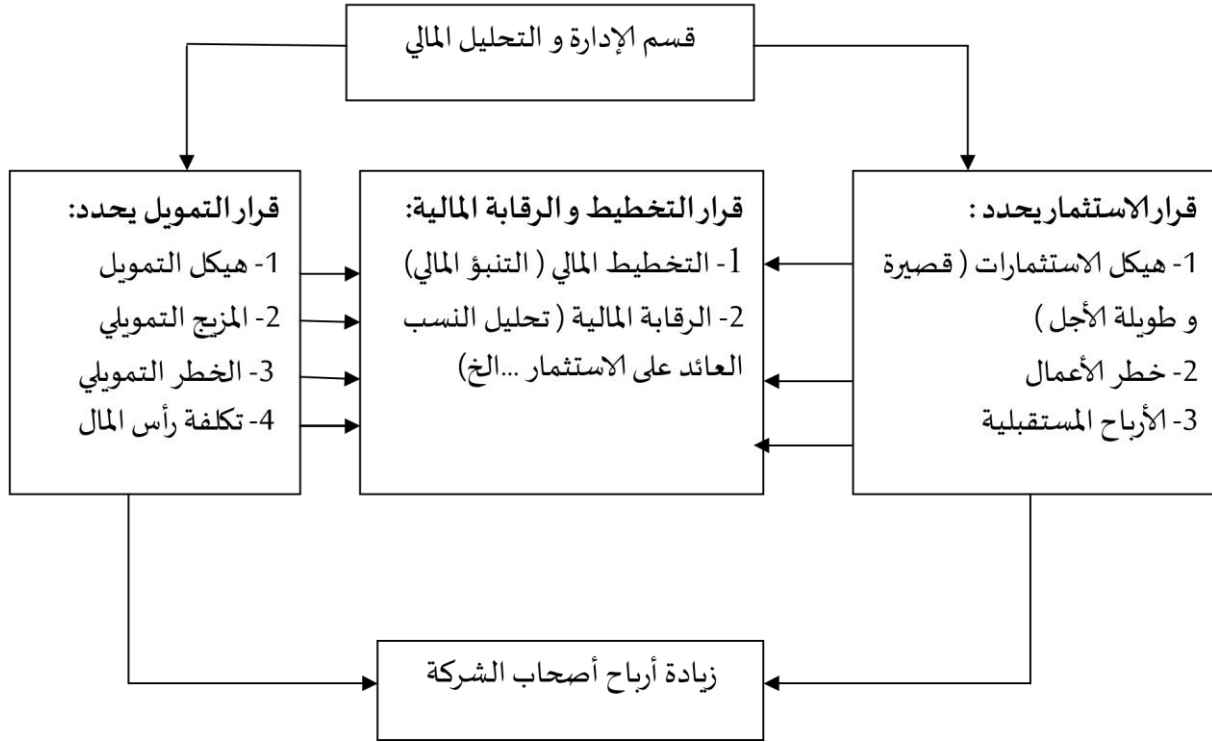 قسم الإدارة و التحليل المالي
قرار الاستثمار يحدد :
1- هيكل الاستثمارات ( قصيرة
و طويلة الأجل )
2- خطر الأعمال
3- الأرباح المستقبلية
قرار التخطيط و الرقابة المالية:
1- التخطيط المالي ( التنبؤ المالي)
2- الرقابة المالية ( تحليل النسب
العائد على الاستثمار ...الخ)
قرار التمويل يحدد:
1- هيكل التمويل
2- المزيج التمويلي
3- الخطر التمويلي
4- تكلفة رأس المال
زيادة أرباح أصحاب الشركة